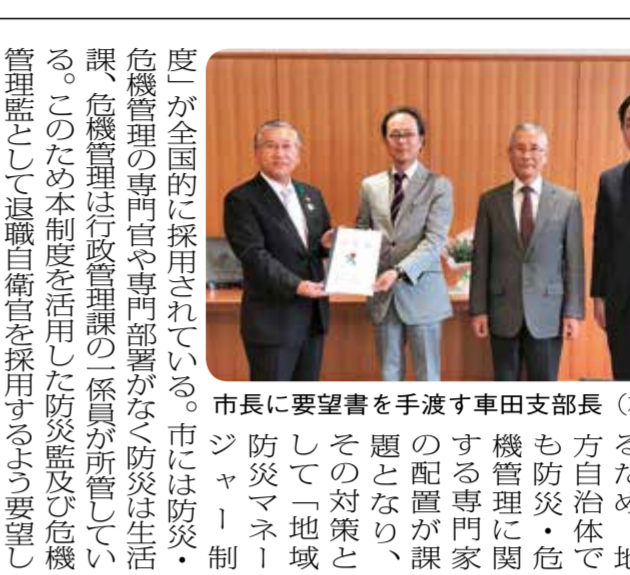 市長に要望書を手渡す車田支部長（
るため、地
方自治体で
も防災・危
機管理に関
する専門家
の配置が課
題となり、
その対策と
して「地域
防災マネー
ジャー制
度」が全国的に採用されている。市には防災・
危機管理の専門官や専門部署がなく防災は生活
課、危機管理は行政管理課の一係員が所管してい
る。このため本制度を活用した防災監及び危機
管理監として退職自衛官を採用するよう要望し